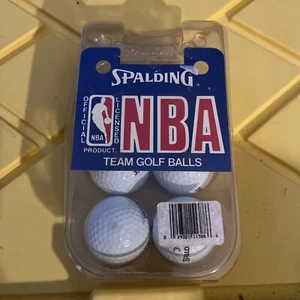 SPALDING
OFFICIAL LICENSED
NBA
NBA
PRODUCT
TEAM GOLF BALLS